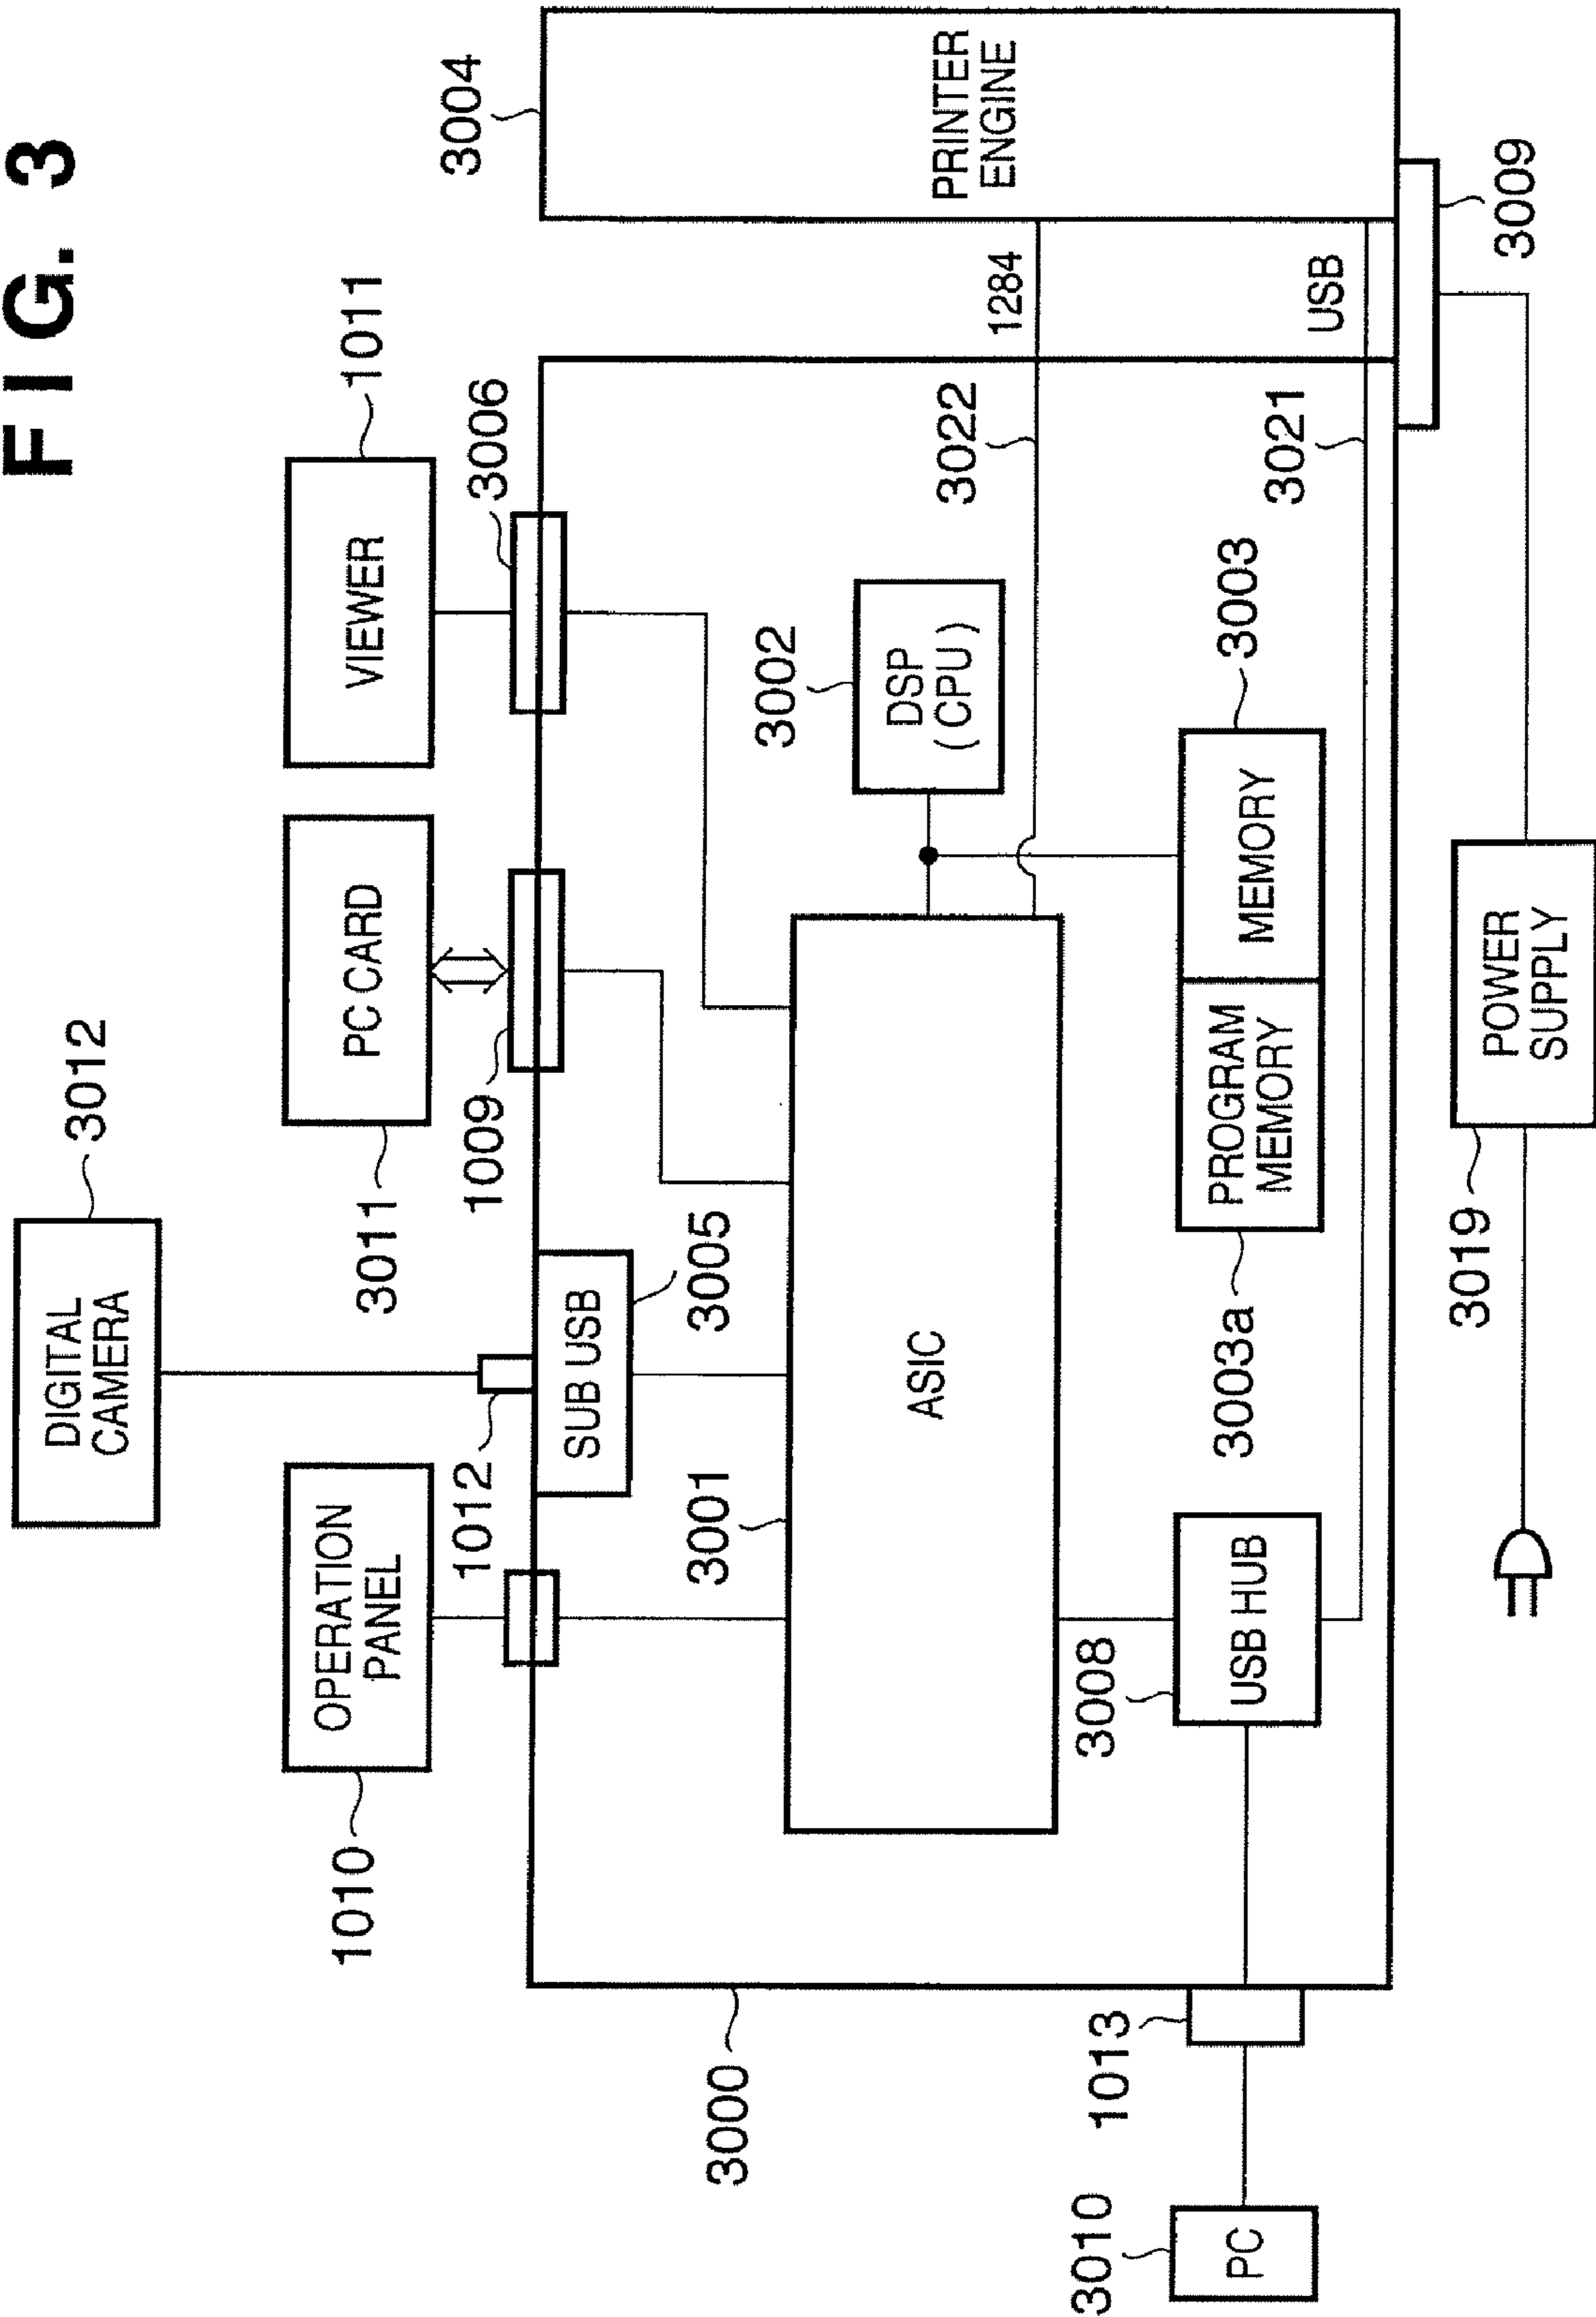 FIG. 3
3012
DIGITAL
CAMERA
1010
OPERATION
PANEL
3011
PC CARD
VIEWER
1011
1012
1009
3006
3004
SUB USB
3005
3000
3001
ASIC
3002
DSP
(CPU)
3022
1284
PRINTER
ENGINE
3008
USB HUB
3003a
PROGRAM
MEMORY
MEMORY
3003
3021
USB
3010
PC
1013
3019
POWER
SUPPLY
3009